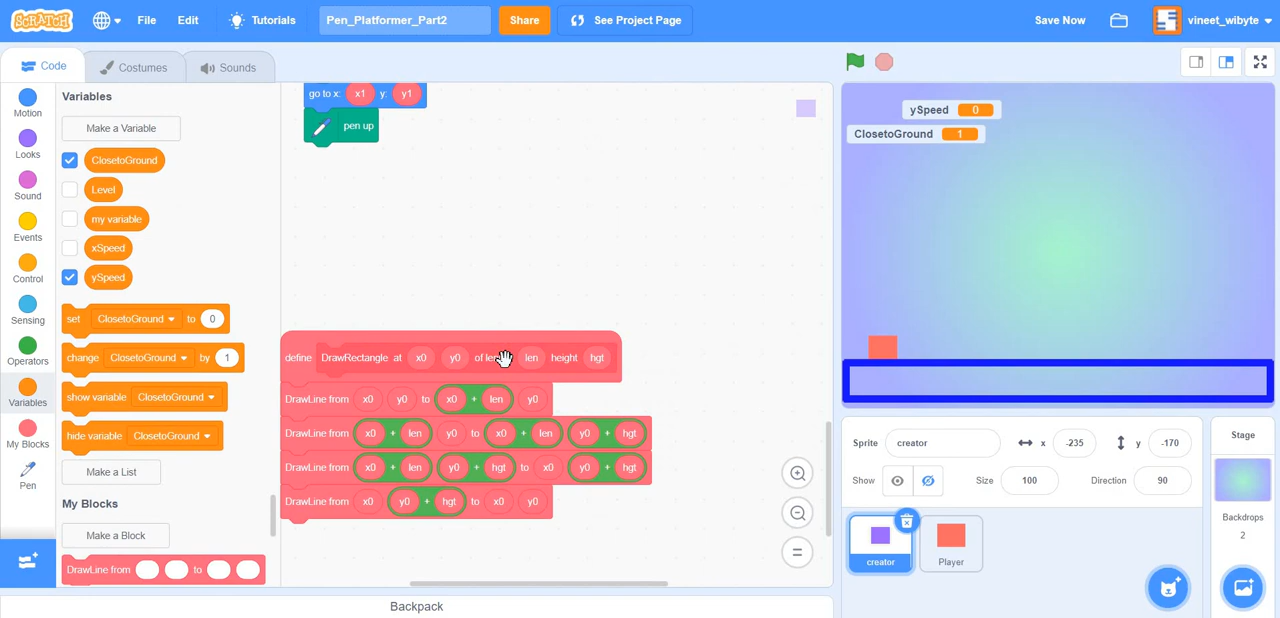 SCRATCH File Edit Tutorials Pen_Platformer_Part2 Share See Project Page Save Now vineet_wibyte
Code Costumes Sounds
Motion
Looks
Sound
Events
Control
Sensing
Operators
Variables
My Blocks
Pen
Variables
Make a Variable
ClosetoGround
Level
my variable
xSpeed
ySpeed
set ClosetoGround to 0
change ClosetoGround by 1
show variable ClosetoGround
hide variable ClosetoGround
Make a List
My Blocks
Make a Block
DrawLine from to
go to x: x1 y: y1
pen up
define DrawRectangle at x0 y0 of len height hgt
DrawLine from x0 y0 to x0 + len y0
DrawLine from x0 + len y0 to x0 + len y0 + hgt
DrawLine from x0 + len y0 + hgt to x0 y0 + hgt
DrawLine from x0 y0 + hgt to x0 y0
Backpack
ySpeed 0
ClosetoGround 1
Sprite creator x -235 y -170
Show Size 100 Direction 90
creator
Player
Stage
Backdrops
2